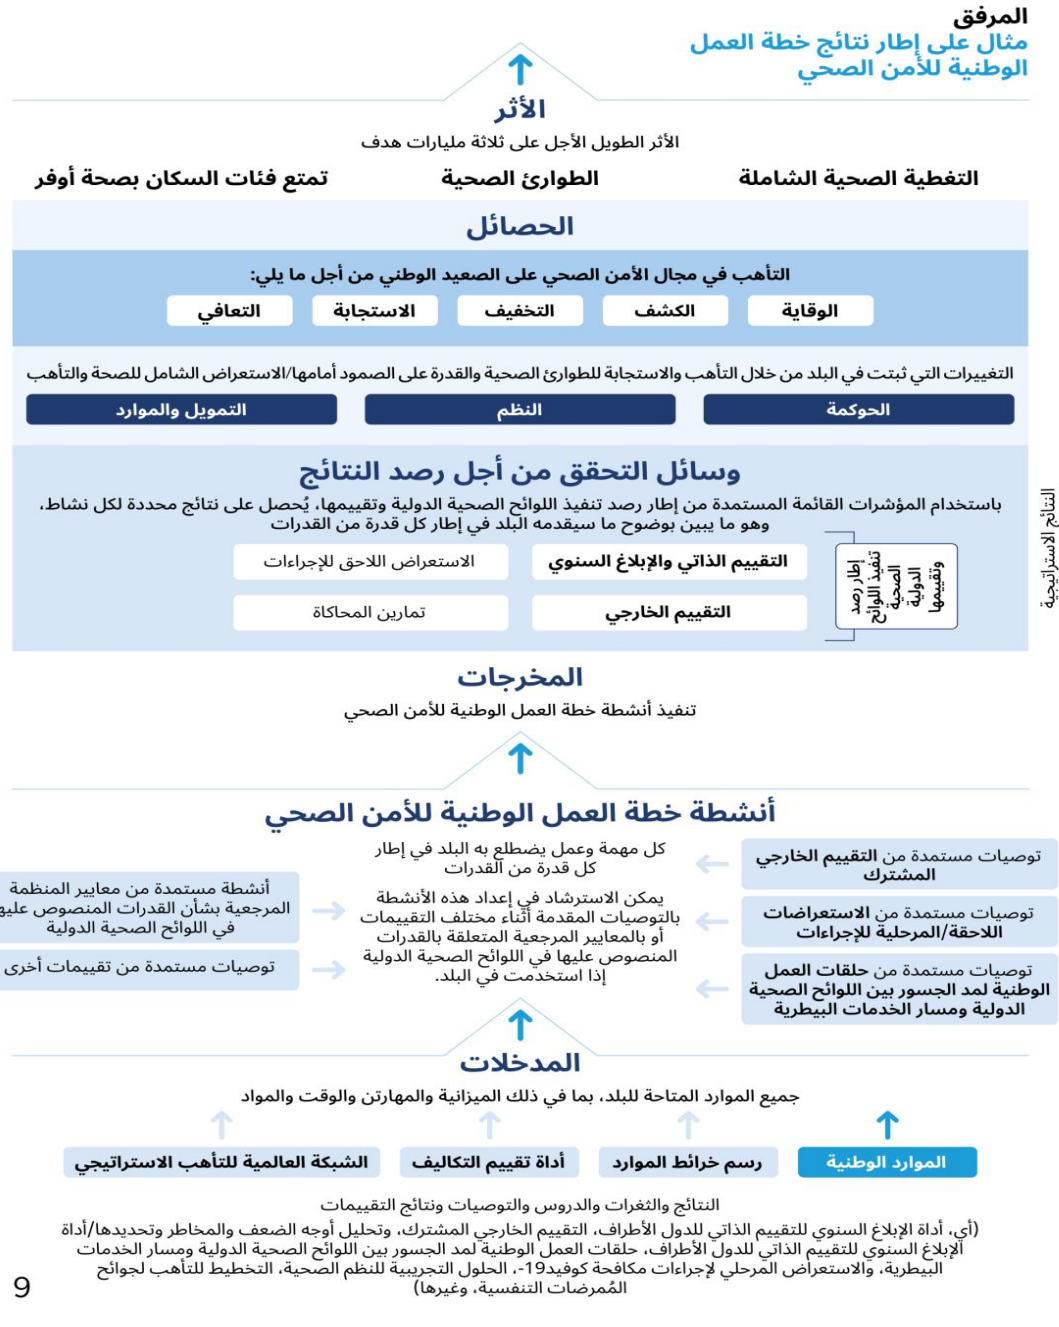 المرفق
مثال على إطار نتائج خطة العمل
الوطنية للأمن الصحي
الأثر
الأثر الطويل الأجل على ثلاثة مليارات هدف
التغطية الصحية الشاملة
الطوارئ الصحية
تمتع فئات السكان بصحة أوفر
الحصائل
التأهب في مجال الأمن الصحي على الصعيد الوطني من أجل ما يلي:
الوقاية
الكشف
التخفيف
الاستجابة
التعافي
التغييرات التي ثبتت في البلد من خلال التأهب والاستجابة للطوارئ الصحية والقدرة على الصمود أمامها/الاستعراض الشامل للصحة والتأهب
الحوكمة
النظم
التمويل والموارد
النتائج الاستراتيجية
وسائل التحقق من أجل رصد النتائج
باستخدام المؤشرات القائمة المستمدة من إطار رصد تنفيذ اللوائح الصحية الدولية وتقييمها، يُحصل على نتائج محددة لكل نشاط،
وهو ما يبين بوضوح ما سيقدمه البلد في إطار كل قدرة من القدرات
إطار رصد
تنفيذ اللوائح
الصحية
الدولية
وتقييمها
التقييم الذاتي والإبلاغ السنوي
الاستعراض اللاحق للإجراءات
التقييم الخارجي
تمارين المحاكاة
المخرجات
تنفيذ أنشطة خطة العمل الوطنية للأمن الصحي
أنشطة خطة العمل الوطنية للأمن الصحي
توصيات مستمدة من التقييم الخارجي
المشترك
توصيات مستمدة من الاستعراضات
اللاحقة/المرحلية للإجراءات
توصيات مستمدة من حلقات العمل
الوطنية لمد الجسور بين اللوائح الصحية
الدولية ومسار الخدمات البيطرية
كل مهمة وعمل يضطلع به البلد في إطار
كل قدرة من القدرات
يمكن الاسترشاد في إعداد هذه الأنشطة
بالتوصيات المقدمة أثناء مختلف التقييمات
أو بالمعايير المرجعية المتعلقة بالقدرات
المنصوص عليها في اللوائح الصحية الدولية
إذا استخدمت في البلد.
أنشطة مستمدة من معايير المنظمة
المرجعية بشأن القدرات المنصوص عليها
في اللوائح الصحية الدولية
توصيات مستمدة من تقييمات أخرى
المدخلات
جميع الموارد المتاحة للبلد، بما في ذلك الميزانية والمهارتن والوقت والمواد
الموارد الوطنية
رسم خرائط الموارد
أداة تقييم التكاليف
الشبكة العالمية للتأهب الاستراتيجي
النتائج والثغرات والدروس والتوصيات ونتائج التقييمات
(أي، أداة الإبلاغ السنوي للتقييم الذاتي للدول الأطراف، التقييم الخارجي المشترك، وتحليل أوجه الضعف والمخاطر وتحديدها/أداة
الإبلاغ السنوي للتقييم الذاتي للدول الأطراف، حلقات العمل الوطنية لمد الجسور بين اللوائح الصحية الدولية ومسار الخدمات
البيطرية، والاستعراض المرحلي لإجراءات مكافحة كوفيد19-، الحلول التجريبية للنظم الصحية، التخطيط للتأهب لجوائح
المُمرضات التنفسية، وغيرها)
9